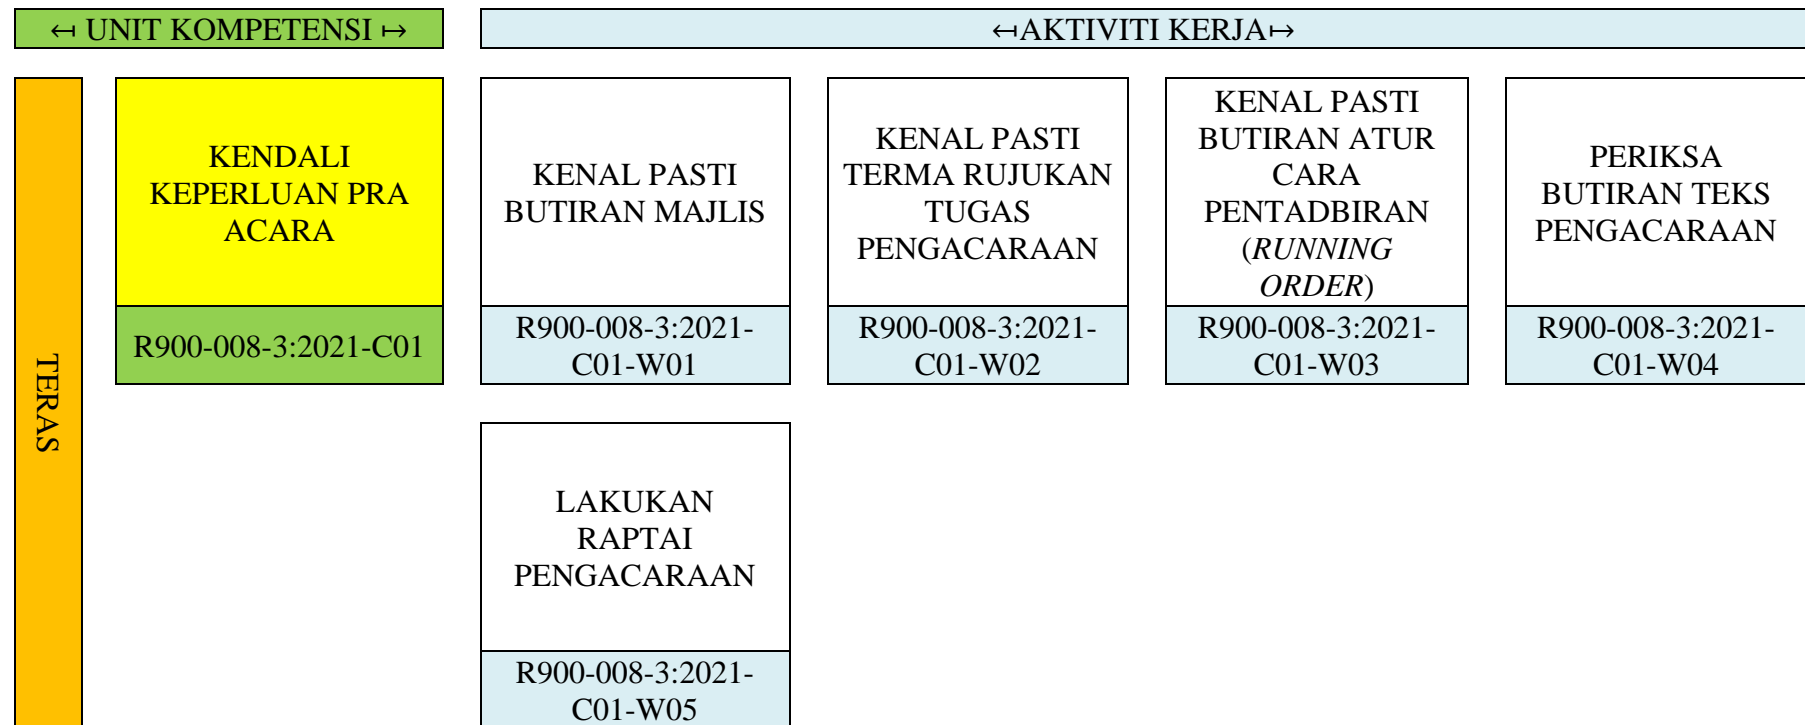 ↤ UNIT KOMPETENSI ↦
↤AKTIVITI KERJA↦
TERAS
KENDALI
KEPERLUAN PRA
ACARA
R900-008-3:2021-C01
KENAL PASTI
BUTIRAN MAJLIS
R900-008-3:2021-
C01-W01
KENAL PASTI
TERMA RUJUKAN
TUGAS
PENGACARAAN
R900-008-3:2021-
C01-W02
KENAL PASTI
BUTIRAN ATUR
CARA
PENTADBIRAN
(RUNNING
ORDER)
R900-008-3:2021-
C01-W03
PERIKSA
BUTIRAN TEKS
PENGACARAAN
R900-008-3:2021-
C01-W04
LAKUKAN
RAPTAI
PENGACARAAN
R900-008-3:2021-
C01-W05